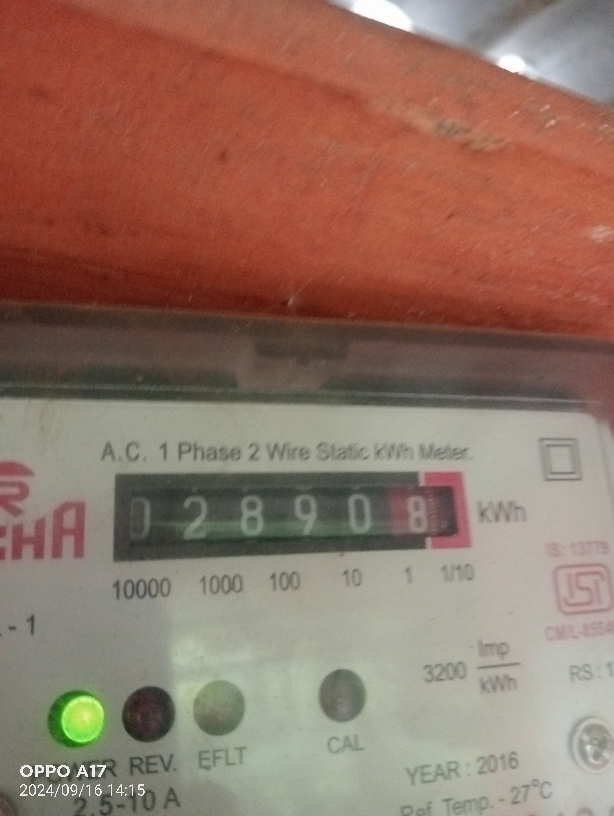 A.C. 1 Phase 2 Wire Static kWh Meter.
028908 kWh
10000 1000 100 10 1 1/10
IS:- 13779
ISI
3200 Imp
kWh
REV. EFLT CAL
YEAR : 2016
2.5-10 A
Ref. Temp. - 27°C
OPPO A17
2024/09/16 14:15